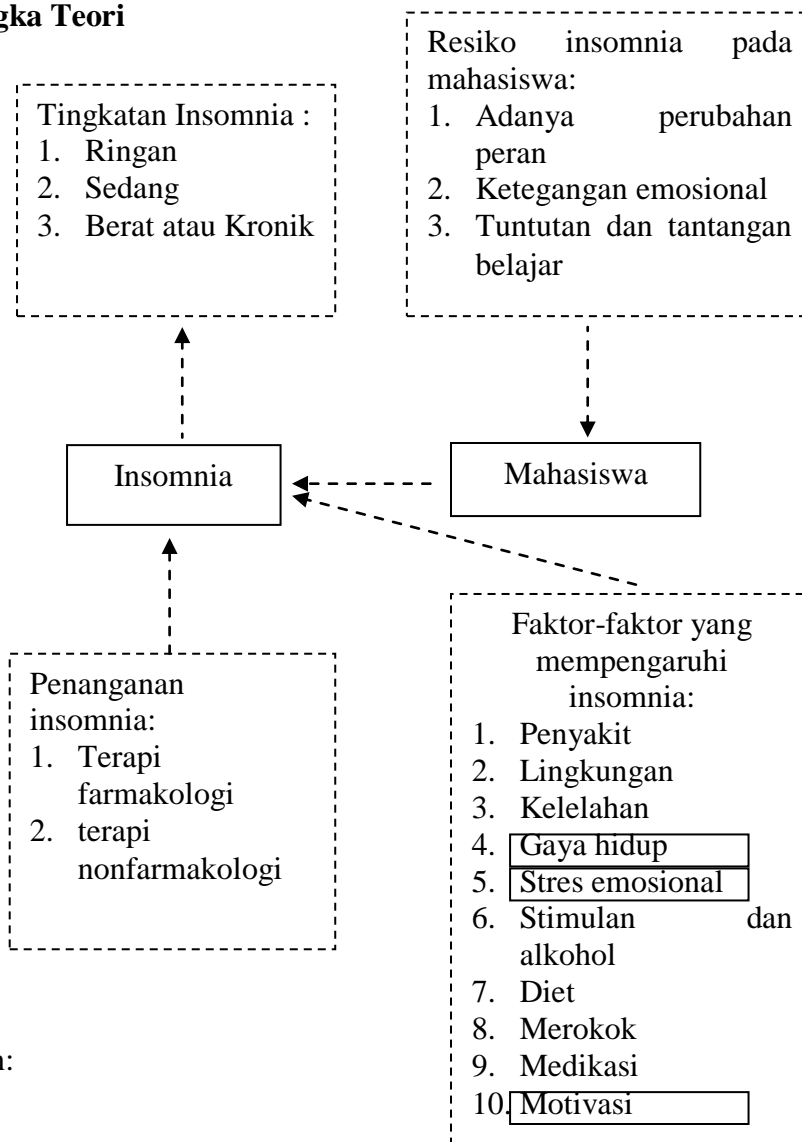 gka Teori
Tingkatan Insomnia :
1. Ringan
2. Sedang
3. Berat atau Kronik
Resiko insomnia pada
mahasiswa:
1. Adanya perubahan
peran
2. Ketegangan emosional
3. Tuntutan dan tantangan
belajar
Insomnia
Mahasiswa
Penanganan
insomnia:
1. Terapi
farmakologi
2. terapi
nonfarmakologi
Faktor-faktor yang
mempengaruhi
insomnia:
1. Penyakit
2. Lingkungan
3. Kelelahan
4. Gaya hidup
5. Stres emosional
6. Stimulan dan
alkohol
7. Diet
8. Merokok
9. Medikasi
10. Motivasi
n: